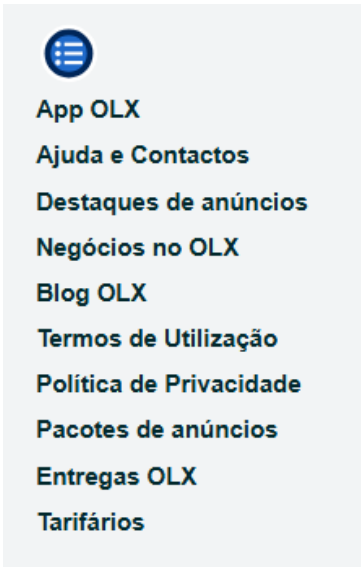 App OLX
Ajuda e Contactos
Destaques de anúncios
Negócios no OLX
Blog OLX
Termos de Utilização
Política de Privacidade
Pacotes de anúncios
Entregas OLX
Tarifários